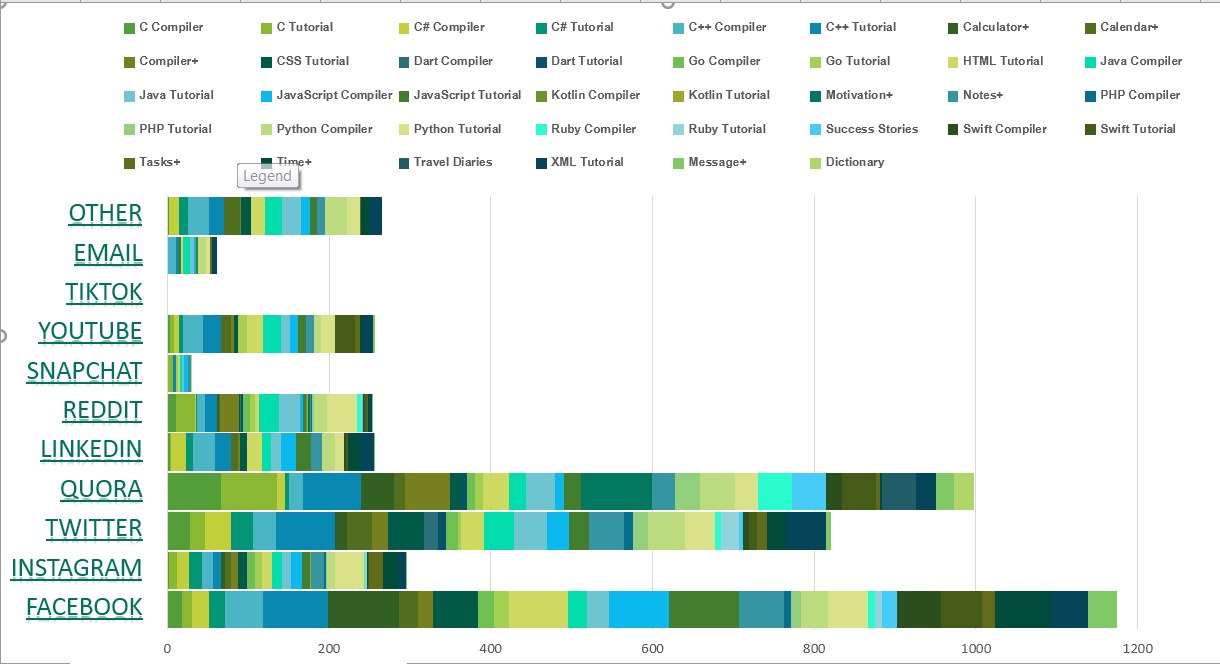 C Compiler C Tutorial C# Compiler C# Tutorial C++ Compiler C++ Tutorial Calculator+ Calendar+
Compiler+ CSS Tutorial Dart Compiler Dart Tutorial Go Compiler Go Tutorial HTML Tutorial Java Compiler
Java Tutorial JavaScript Compiler JavaScript Tutorial Kotlin Compiler Kotlin Tutorial Motivation+ Notes+ PHP Compiler
PHP Tutorial Python Compiler Python Tutorial Ruby Compiler Ruby Tutorial Success Stories Swift Compiler Swift Tutorial
Tasks+ Time+ Travel Diaries XML Tutorial Message+ Dictionary
Legend
OTHER
EMAIL
TIKTOK
YOUTUBE
SNAPCHAT
REDDIT
LINKEDIN
QUORA
TWITTER
INSTAGRAM
FACEBOOK
0 200 400 600 800 1000 1200